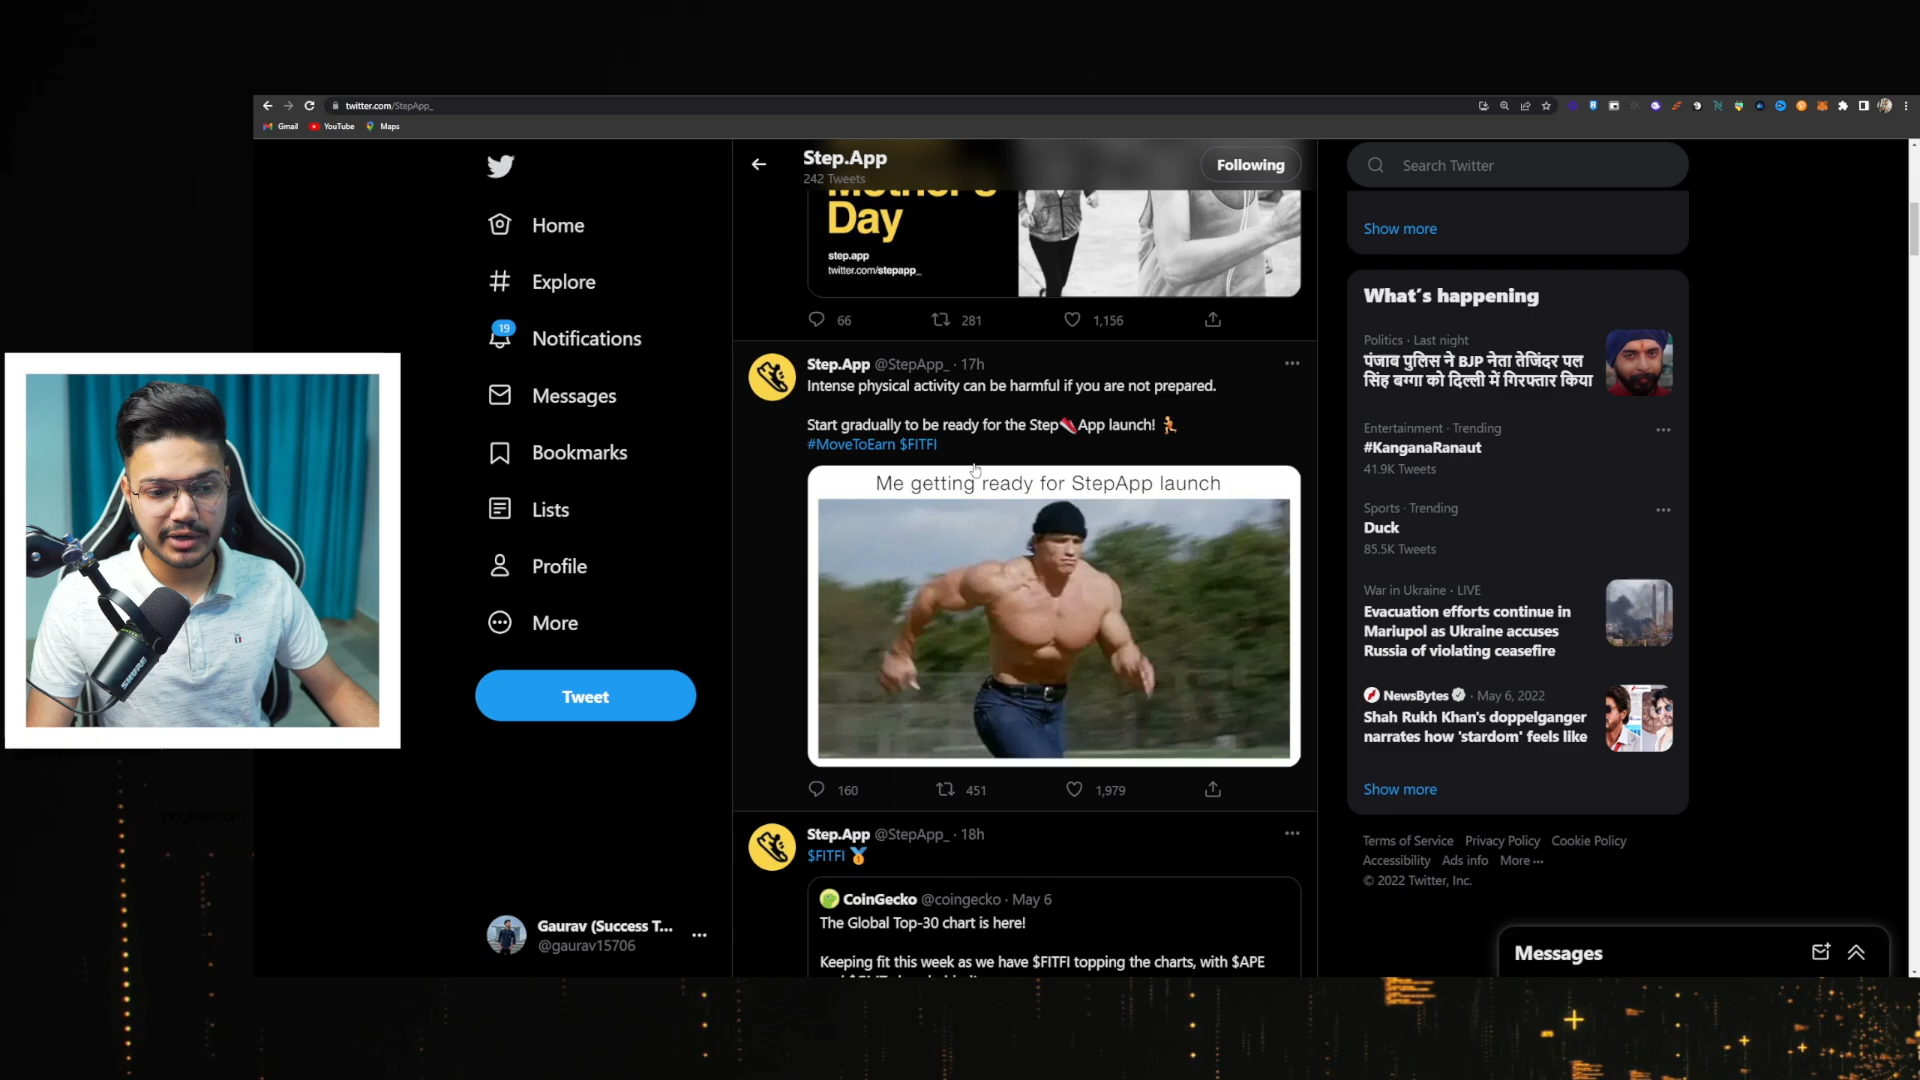 twitter.com/StepApp_
Gmail
YouTube
Maps
Home
Explore
19
Notifications
Messages
Bookmarks
Lists
Profile
More
Tweet
Gaurav (Success T...
@gaurav15706
Step.App
242 Tweets
Following
Mother's
Day
step.app
twitter.com/stepapp_
66
281
1,156
Step.App @StepApp_ · 17h
Intense physical activity can be harmful if you are not prepared.
Start gradually to be ready for the Step👟App launch! 🏃
#MoveToEarn $FITFI
Me getting ready for StepApp launch
160
451
1,979
Step.App @StepApp_ · 18h
$FITFI 🥇
CoinGecko @coingecko · May 6
The Global Top-30 chart is here!
Keeping fit this week as we have $FITFI topping the charts, with $APE
Search Twitter
Show more
What's happening
Politics · Last night
पंजाब पुलिस ने BJP नेता तेजिंदर पल
सिंह बग्गा को दिल्ली में गिरफ्तार किया
Entertainment · Trending
#KanganaRanaut
41.9K Tweets
Sports · Trending
Duck
85.5K Tweets
War in Ukraine · LIVE
Evacuation efforts continue in
Mariupol as Ukraine accuses
Russia of violating ceasefire
NewsBytes · May 6, 2022
Shah Rukh Khan's doppelganger
narrates how 'stardom' feels like
Show more
Terms of Service Privacy Policy Cookie Policy
Accessibility Ads info More ...
© 2022 Twitter, Inc.
Messages
SHURE